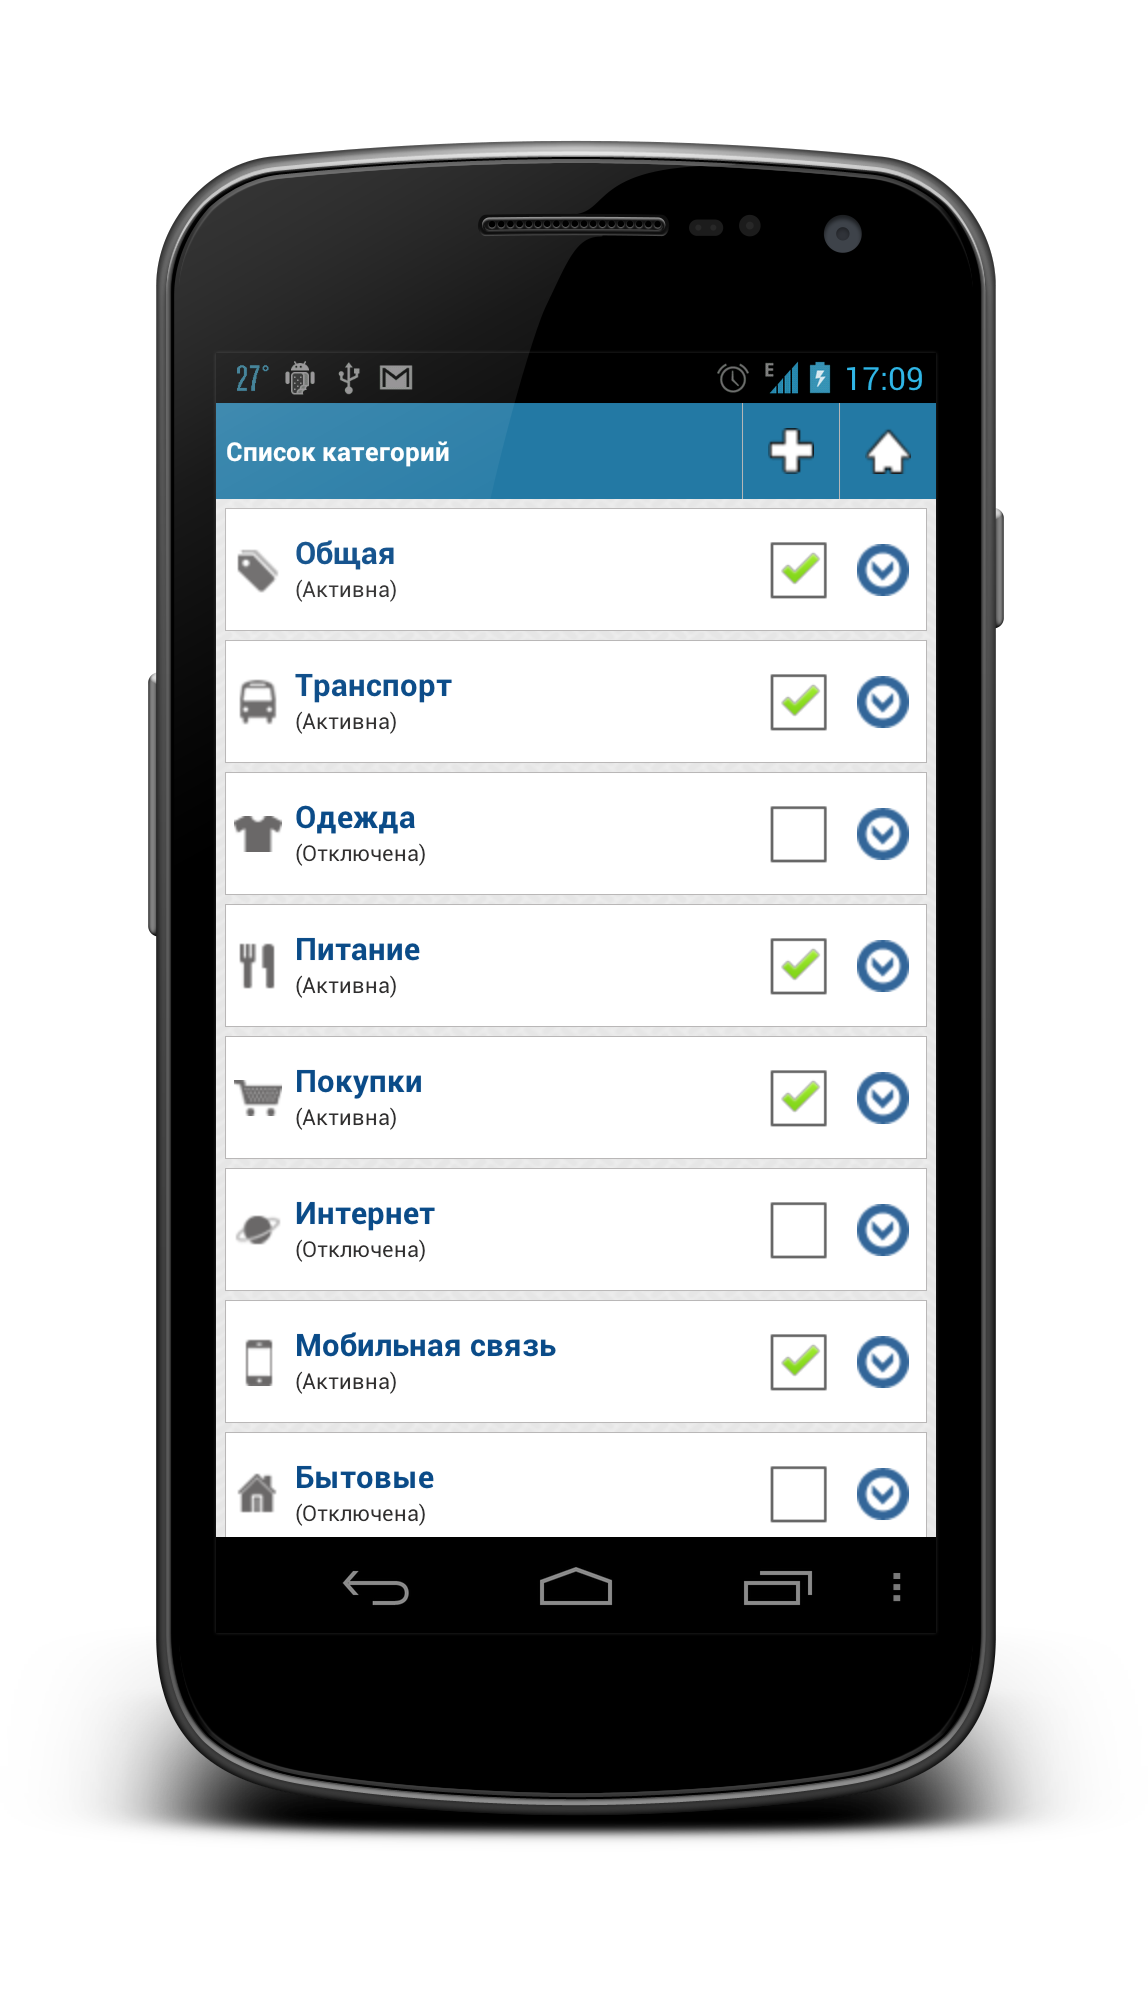 27° E 17:09
Список категорий
Общая
(Активна)
Транспорт
(Активна)
Одежда
(Отключена)
Питание
(Активна)
Покупки
(Активна)
Интернет
(Отключена)
Мобильная связь
(Активна)
Бытовые
(Отключена)